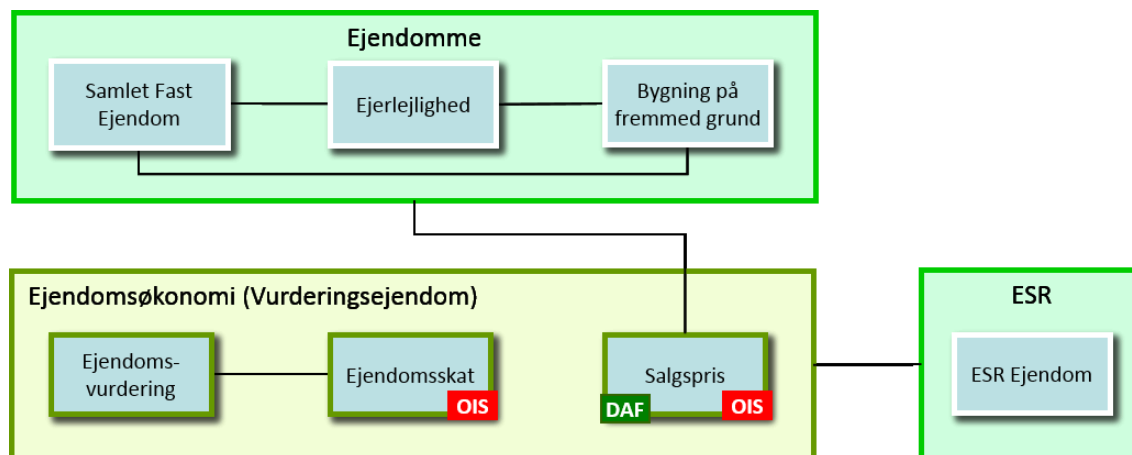 Ejendomme
Samlet Fast
Ejendom
Ejerlejlighed
Bygning på
fremmed grund
Ejendomsøkonomi (Vurderingsejendom)
Ejendoms-
vurdering
Ejendomsskat
OIS
Salgspris
DAF
OIS
ESR
ESR Ejendom